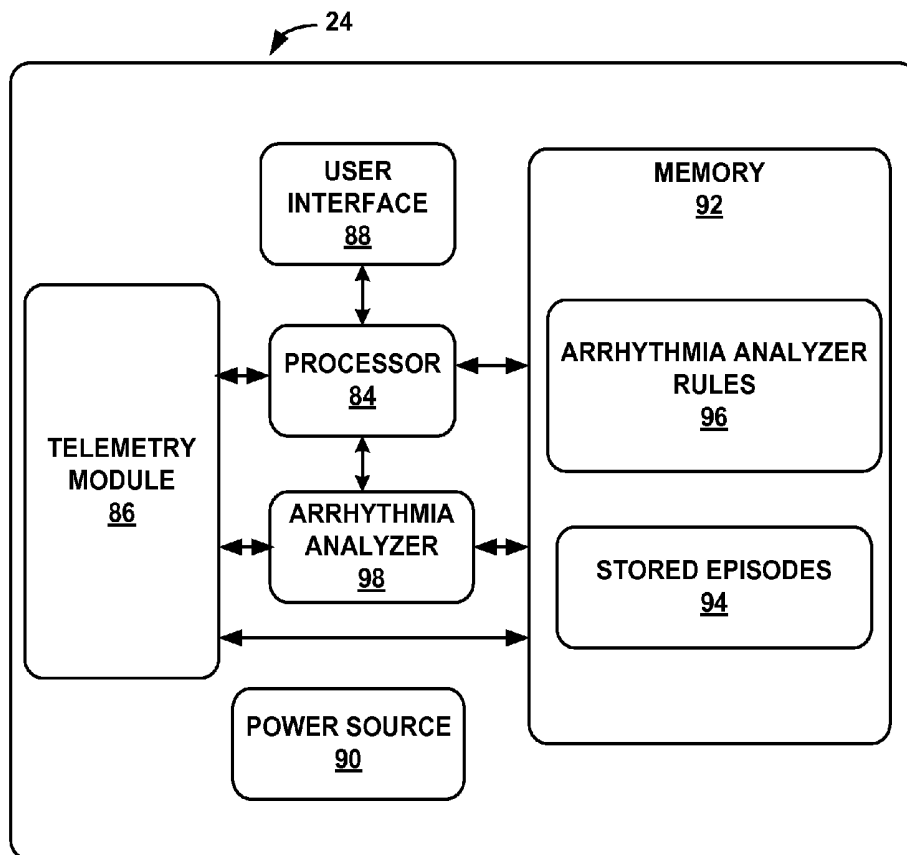 24
USER
INTERFACE
88
MEMORY
92
PROCESSOR
84
ARRHYTHMIA ANALYZER
RULES
96
TELEMETRY
MODULE
86
ARRHYTHMIA
ANALYZER
98
STORED EPISODES
94
POWER SOURCE
90